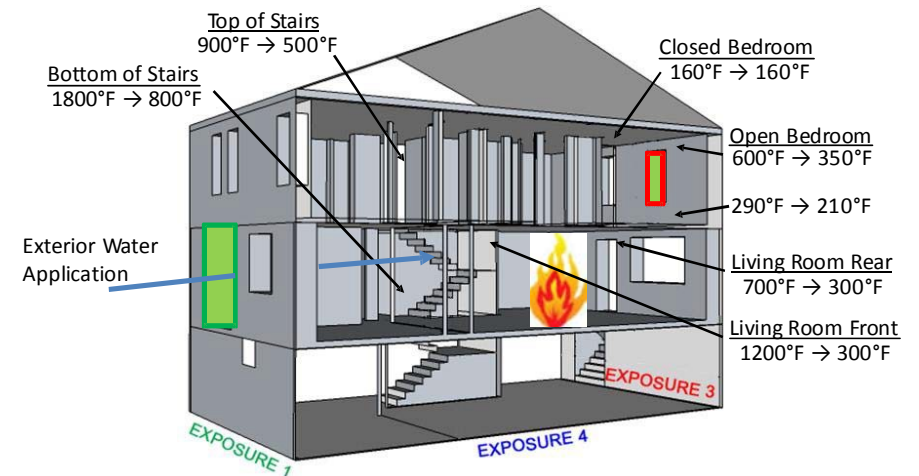 Top of Stairs
900°F → 500°F
Bottom of Stairs
1800°F → 800°F
Closed Bedroom
160°F → 160°F
Open Bedroom
600°F → 350°F
290°F → 210°F
Exterior Water
Application
Living Room Rear
700°F → 300°F
Living Room Front
1200°F → 300°F
EXPOSURE 3
EXPOSURE 4
EXPOSURE 1